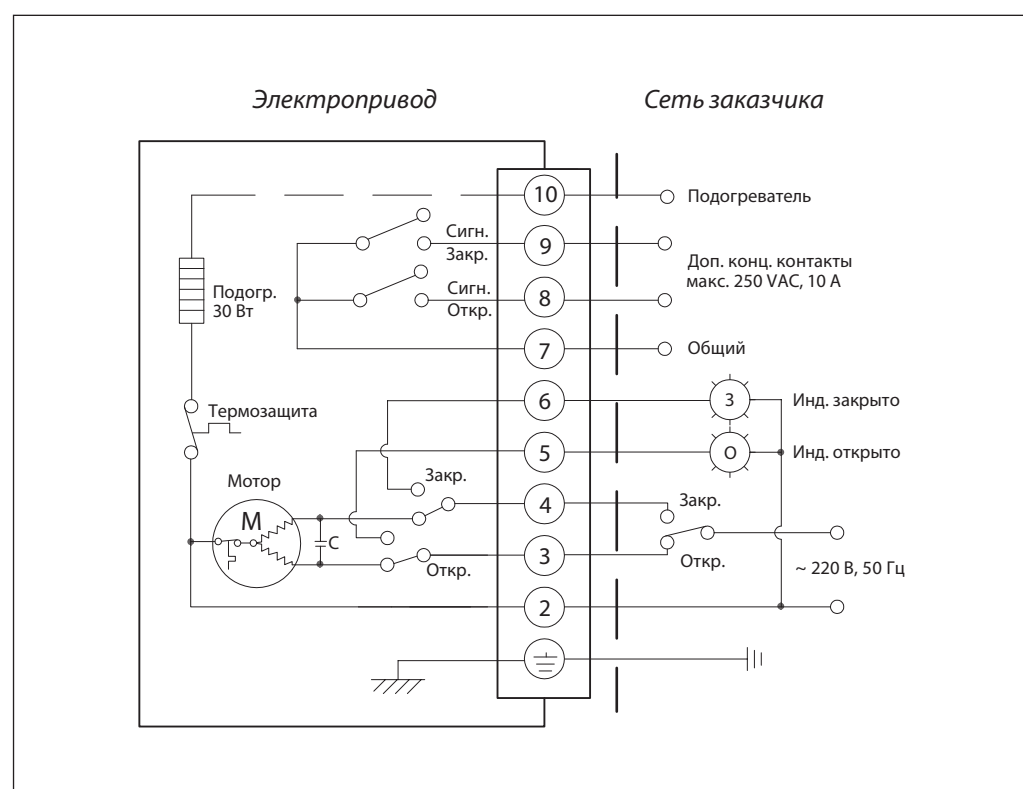 Электропривод
Сеть заказчика
10
Подогреватель
Сигн.
Закр.
9
Доп. конц. контакты
макс. 250 VAC, 10 А
Подогр.
30 Вт
Сигн.
Откр.
8
7
Общий
6
З
Инд. закрыто
Термозащита
5
О
Инд. открыто
Мотор
Закр.
4
Закр.
М
С
Откр.
3
Откр.
~ 220 В, 50 Гц
2